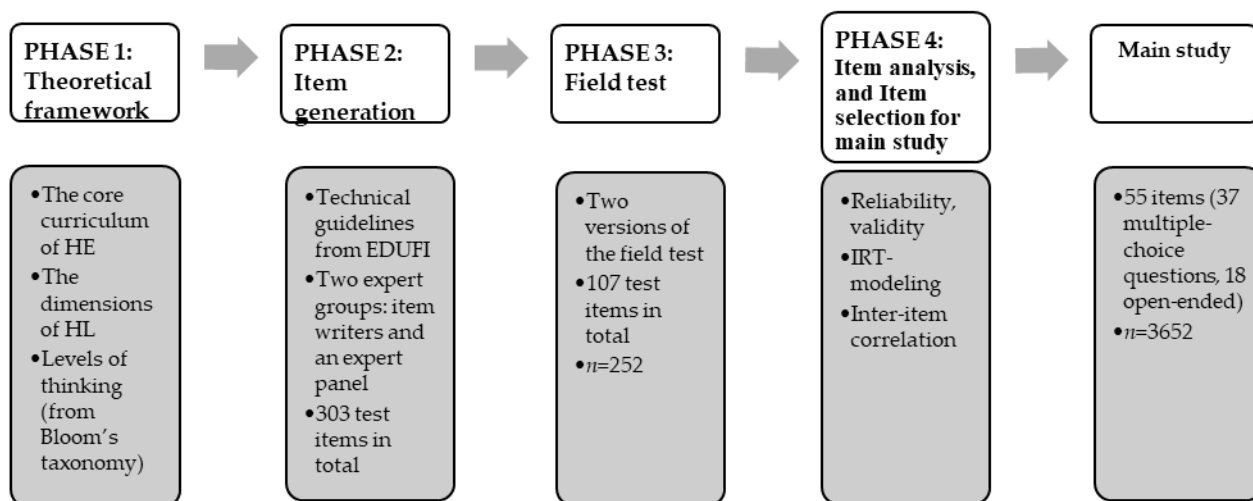 PHASE 1:
Theoretical
framework
PHASE 2:
Item
generation
PHASE 3:
Field test
PHASE 4:
Item analysis,
and Item
selection for
main study
Main study
•The core
curriculum
of HE
•The
dimensions
of HL
•Levels of
thinking
(from
Bloom’s
taxonomy)
•Technical
guidelines
from EDUFI
•Two expert
groups: item
writers and
an expert
panel
•303 test
items in
total
•Two
versions of
the field test
•107 test
items in
total
•n=252
•Reliability,
validity
•IRT-
modeling
•Inter-item
correlation
•55 items (37
multiple-
choice
questions, 18
open-ended)
•n=3652